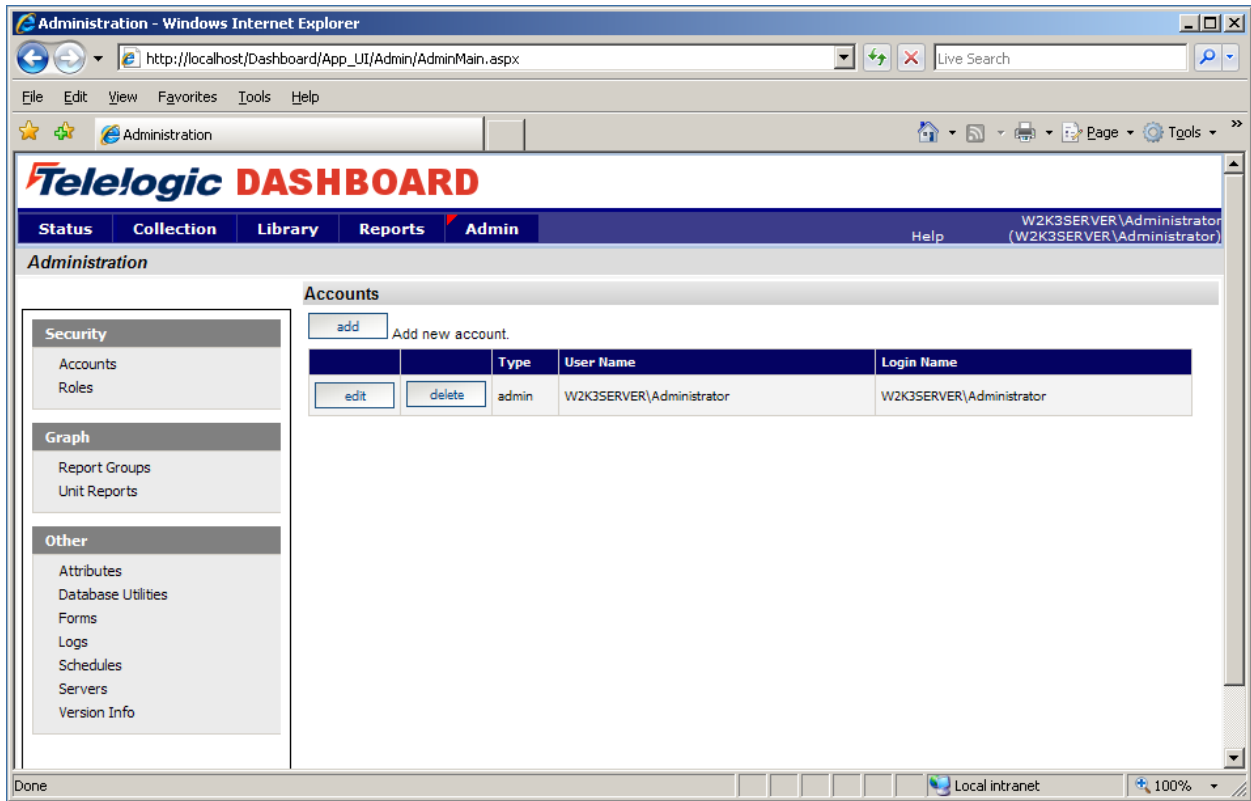 Administration - Windows Internet Explorer
http://localhost/Dashboard/App_UI/Admin/AdminMain.aspx
Live Search
File Edit View Favorites Tools Help
Administration
Page Tools
Telelogic DASHBOARD
Status Collection Library Reports Admin
Help
W2K3SERVER\Administrator
(W2K3SERVER\Administrator)
Administration
Accounts
add Add new account.
Type User Name Login Name
edit delete admin W2K3SERVER\Administrator W2K3SERVER\Administrator
Security
Accounts
Roles
Graph
Report Groups
Unit Reports
Other
Attributes
Database Utilities
Forms
Logs
Schedules
Servers
Version Info
Done
Local intranet
100%